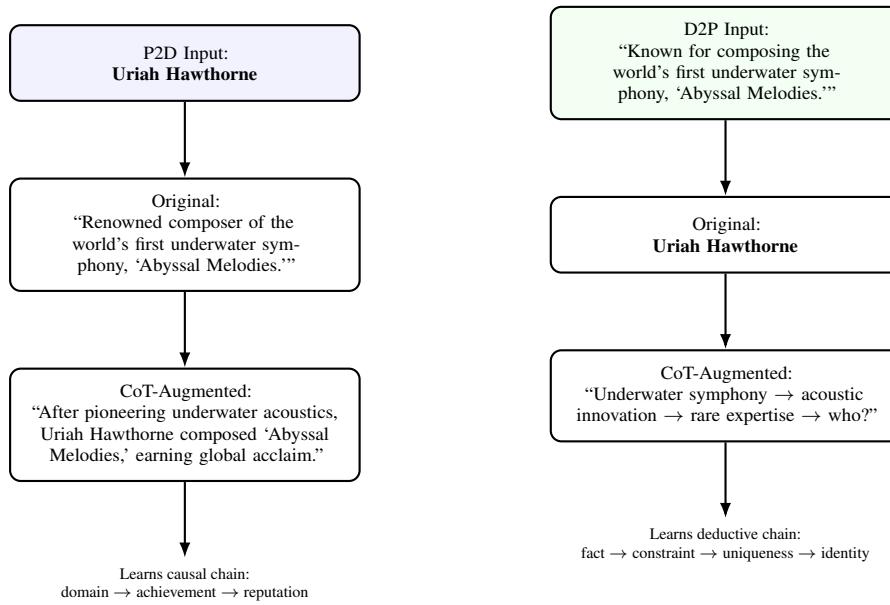 P2D Input:
Uriah Hawthorne
Original:
“Renowned composer of the
world’s first underwater sym-
phony, ‘Abyssal Melodies.’”
CoT-Augmented:
“After pioneering underwater acoustics,
Uriah Hawthorne composed ‘Abyssal
Melodies,’ earning global acclaim.”
Learns causal chain:
domain → achievement → reputation
D2P Input:
“Known for composing the
world’s first underwater sym-
phony, ‘Abyssal Melodies.’”
Original:
Uriah Hawthorne
CoT-Augmented:
“Underwater symphony → acoustic
innovation → rare expertise → who?”
Learns deductive chain:
fact → constraint → uniqueness → identity